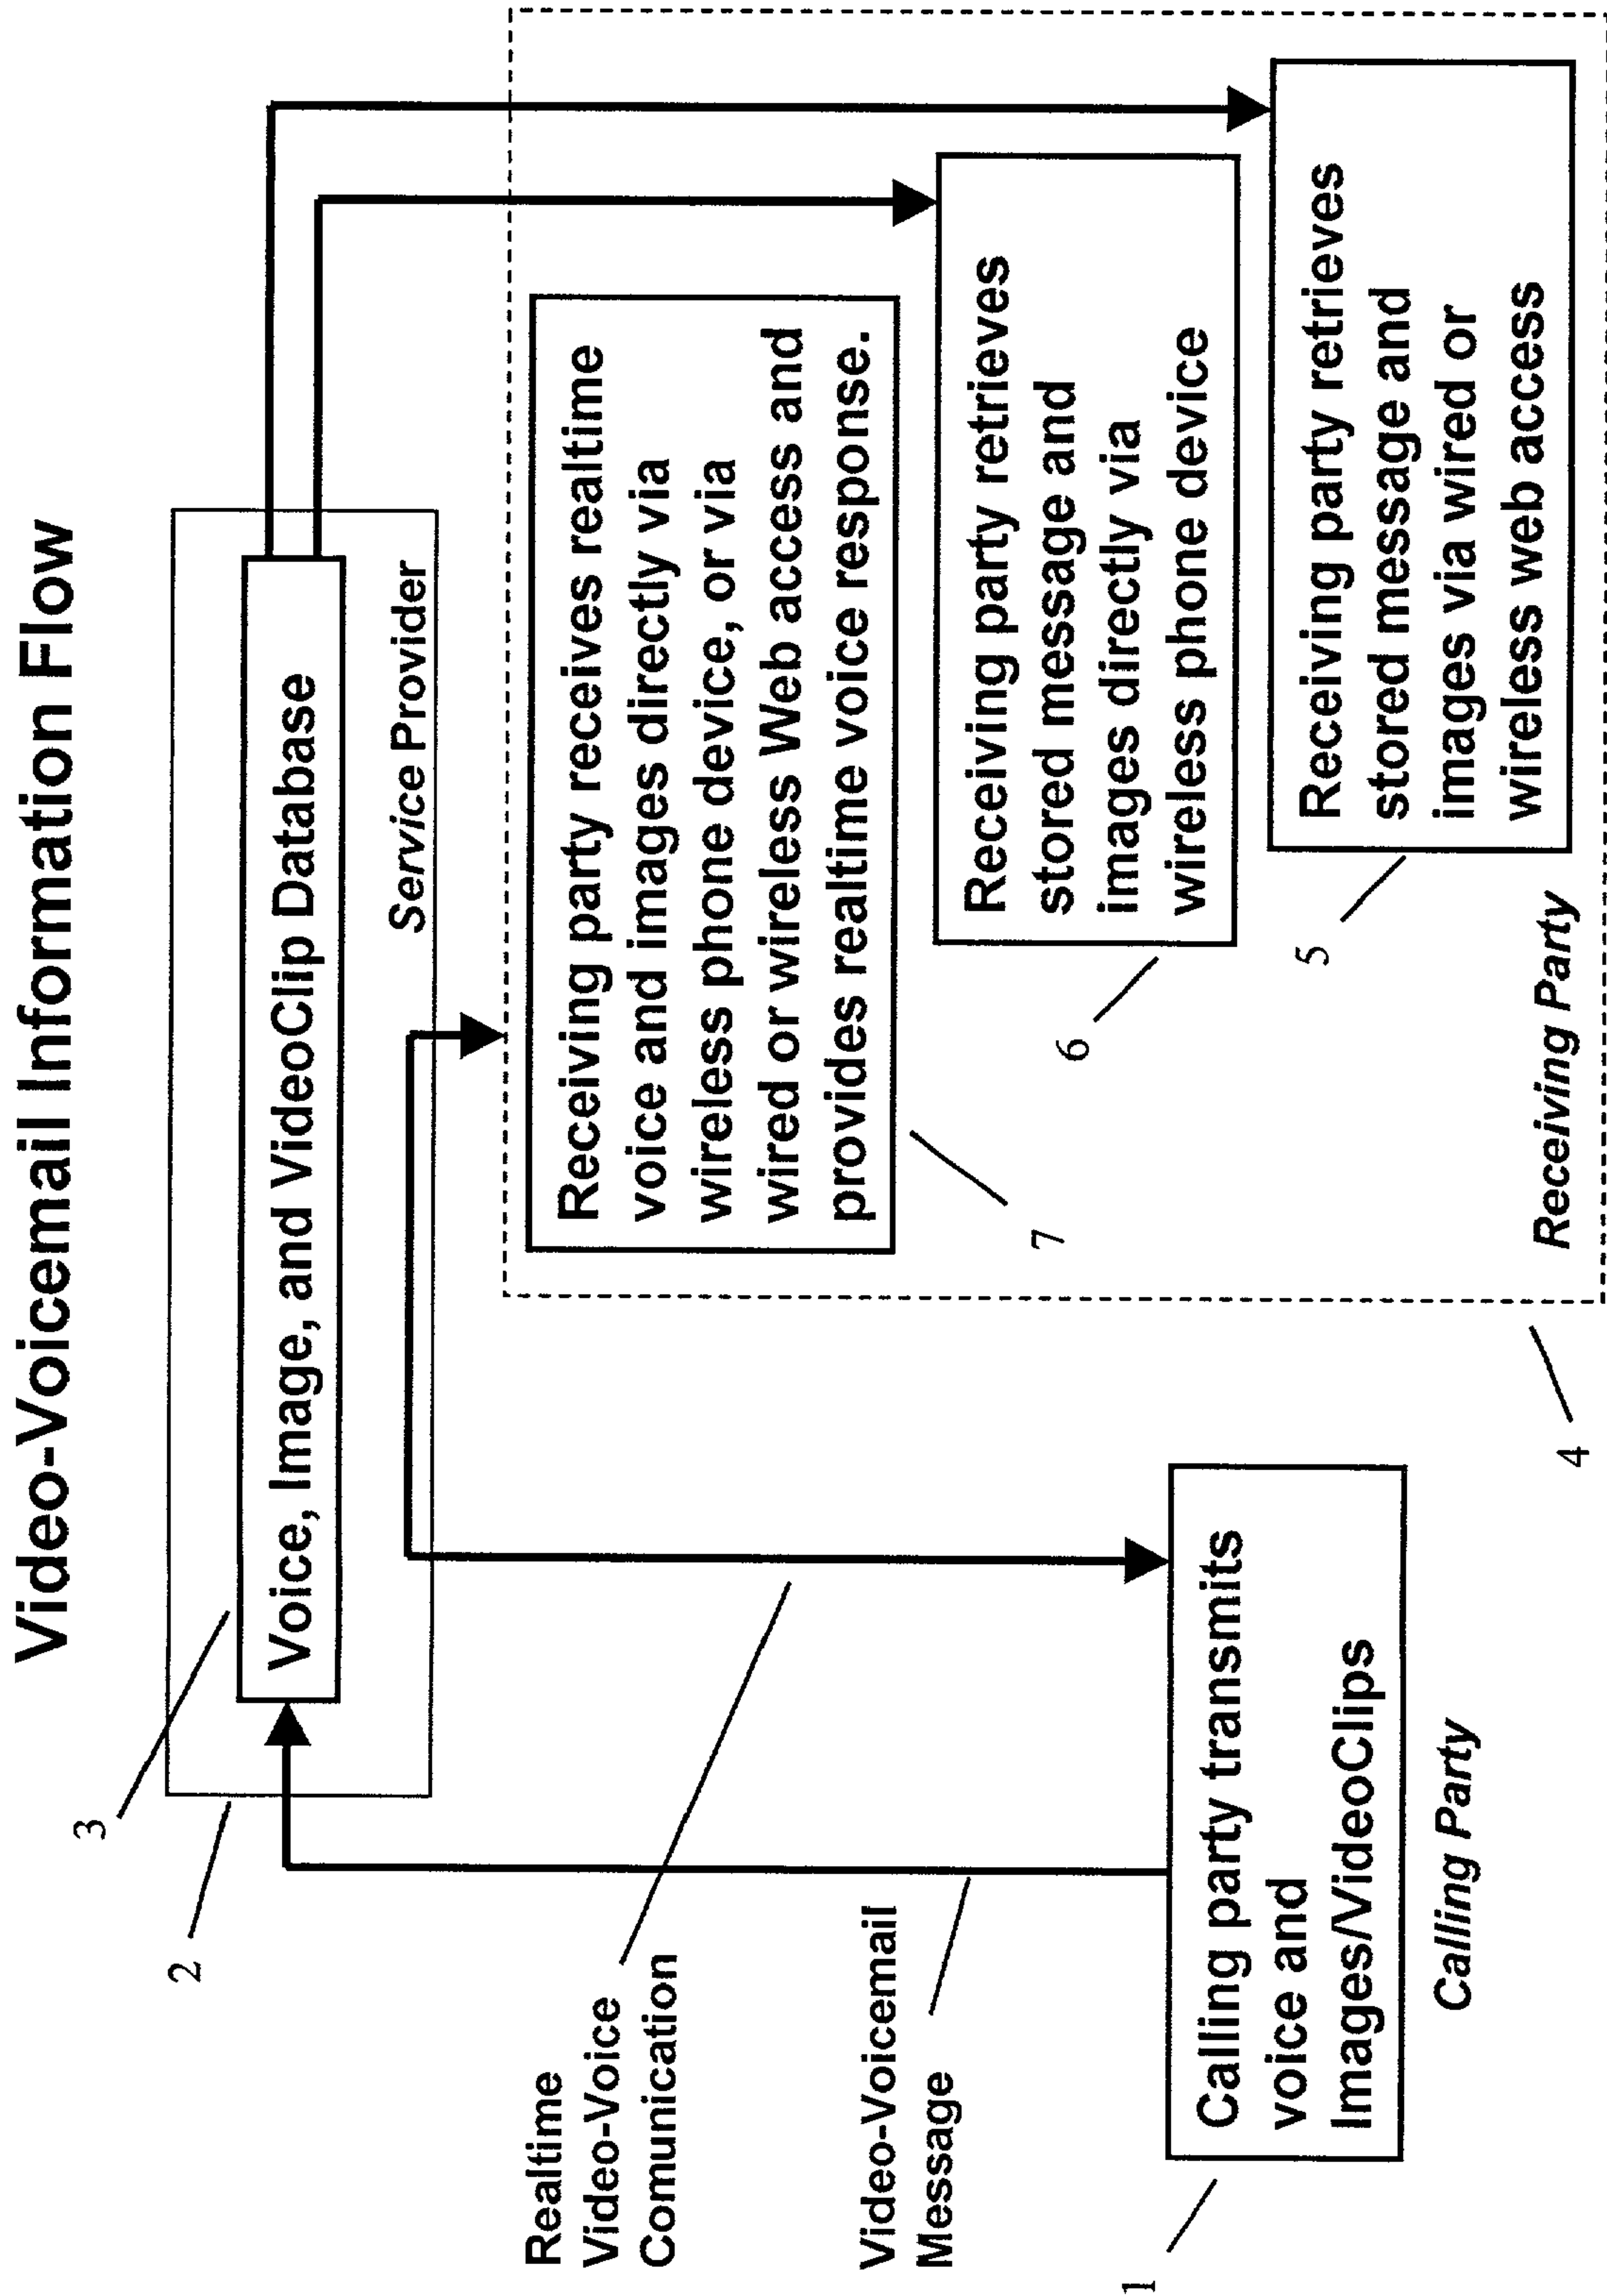 Video-Voicemail Information Flow
3
2
Voice, Image, and VideoClip Database
Service Provider
Realtime
Video-Voice
Comunication
Video-Voicemail
Message
1
Calling party transmits
voice and
Images/VideoClips
Calling Party
Receiving party receives realtime
voice and images directly via
wireless phone device, or via
wired or wireless Web access and
provides realtime voice response.
7
Receiving party retrieves
stored message and
images directly via
wireless phone device
6
Receiving party retrieves
stored message and
images via wired or
wireless web access
5
Receiving Party
4